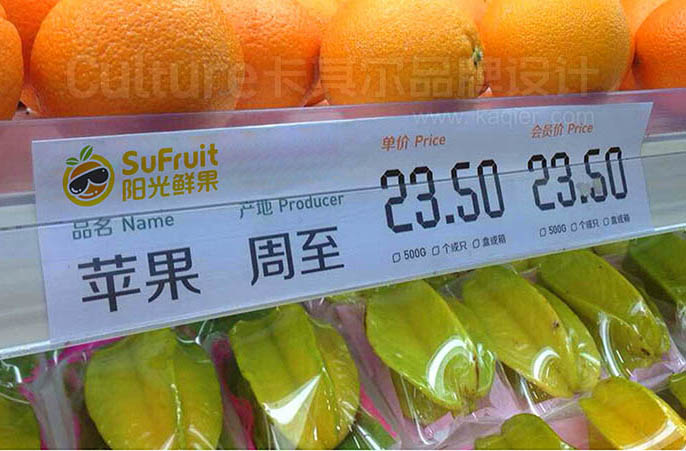 Culture卡其尔品牌设计
www.ikaqier.com
SuFruit
阳光鲜果
品名 Name
苹果
产地 Producer
周至
单价 Price
23.50
□ 500G □ 个或只 □ 盒或箱
会员价 Price
23.50
□ 500G □ 个或只 □ 盒或箱